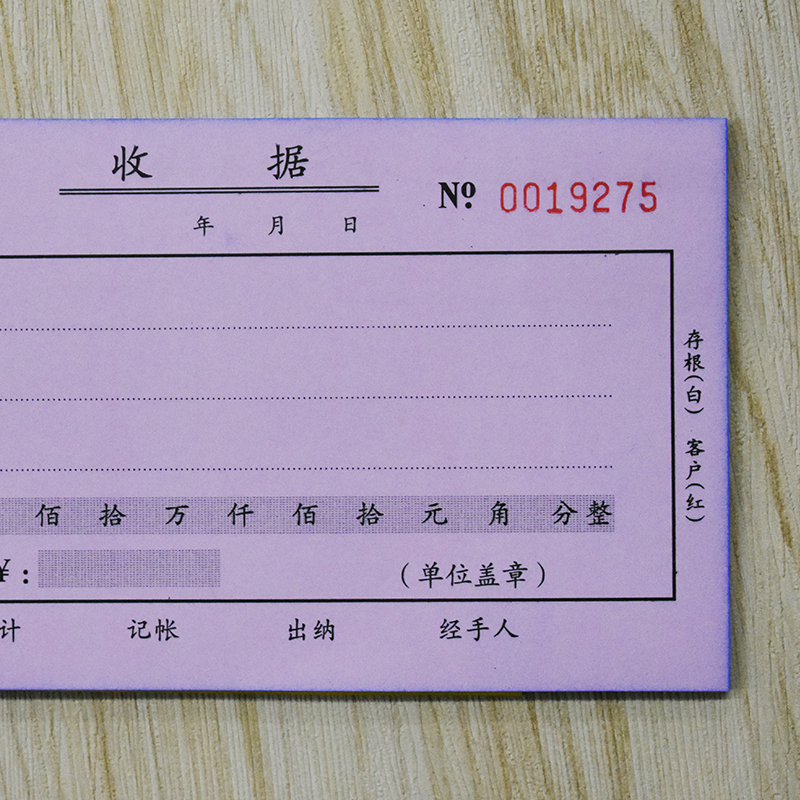 收 据
Nº 0019275
年 月 日
佰 拾 万 仟 佰 拾 元 角 分 整
¥：
（单位盖章）
计 记帐 出纳 经手人
存根(白) 客户(红)